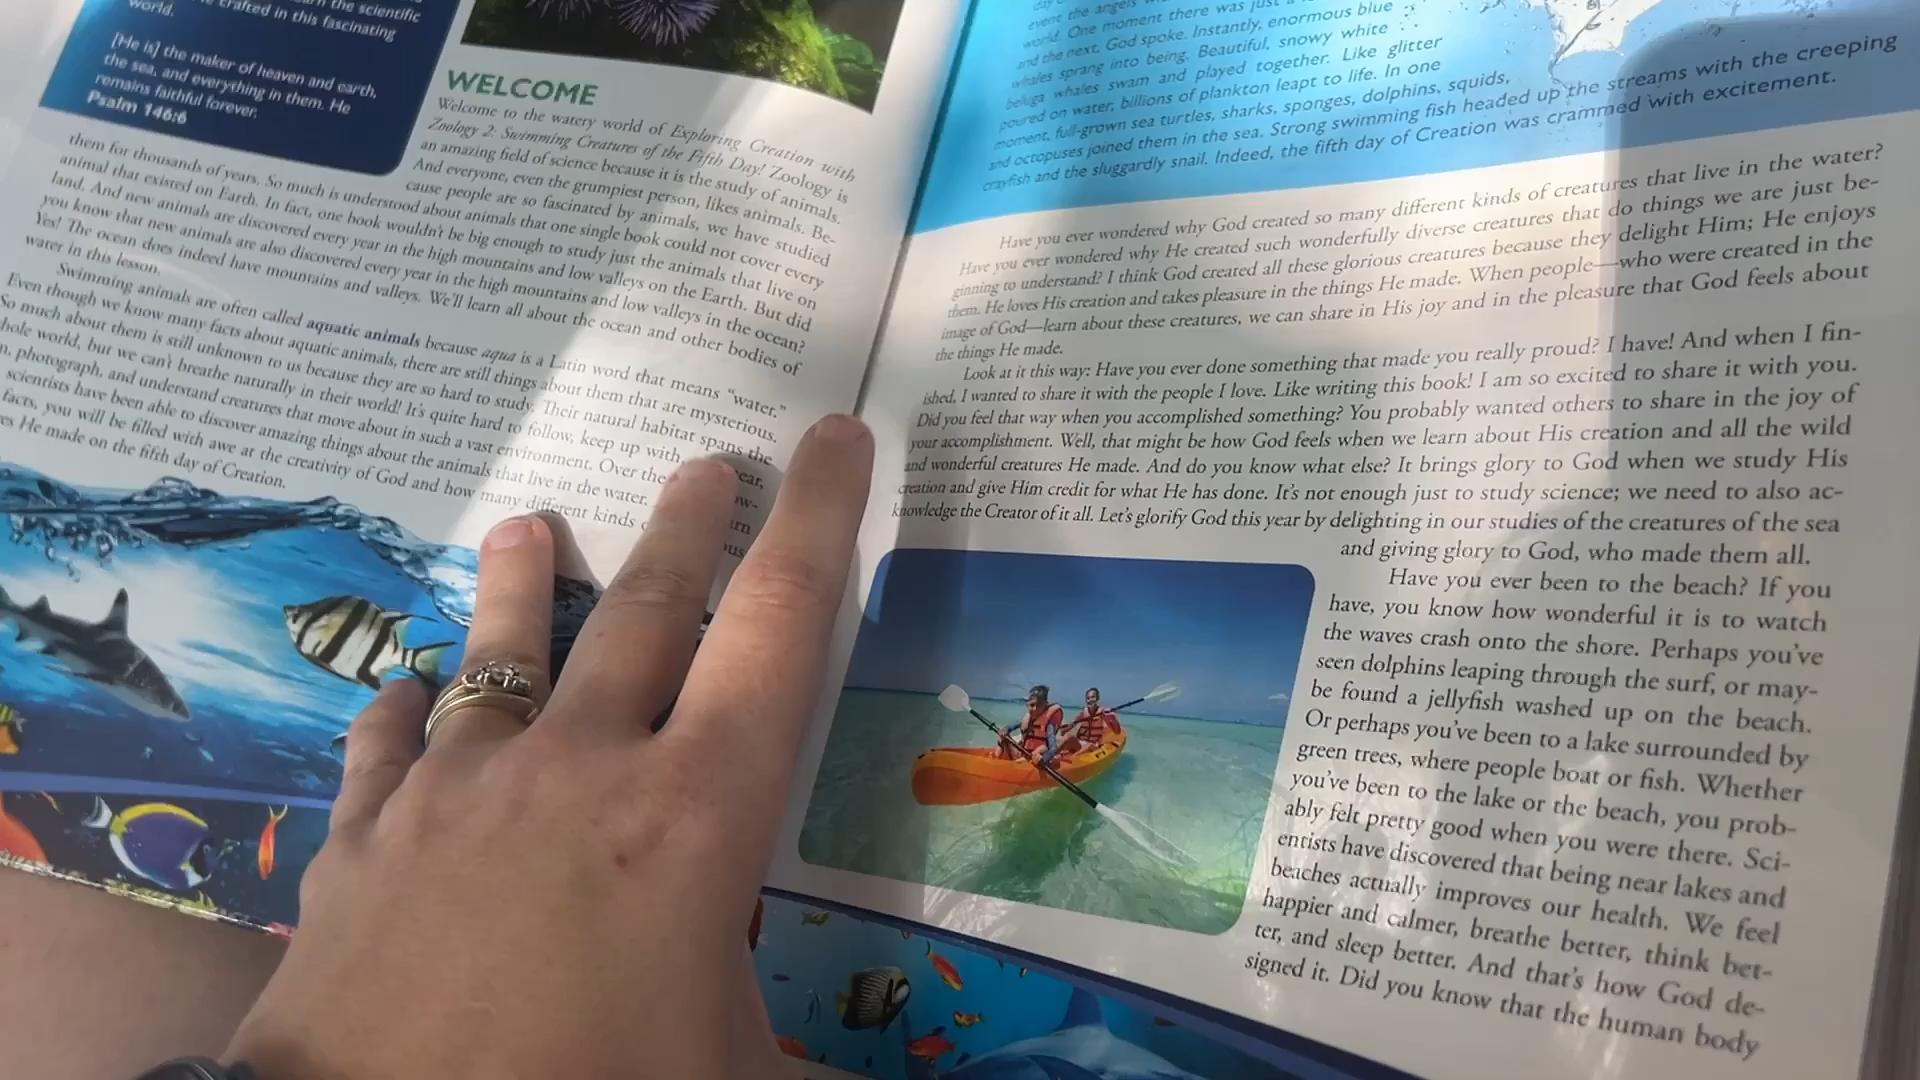 the scientific
crafted in this fascinating
world.
[He is] the maker of heaven and earth,
the sea, and everything in them. He
remains faithful forever.
Psalm 146:6
WELCOME
Welcome to the watery world of Exploring Creation with
Zoology 2: Swimming Creatures of the Fifth Day! Zoology is
an amazing field of science because it is the study of animals.
And everyone, even the grumpiest person, likes animals. Be-
cause people are so fascinated by animals, we have studied
them for thousands of years. So much is understood about animals that one single book could not cover every
animal that existed on Earth. In fact, one book wouldn't be big enough to study just the animals that live on
land. And new animals are discovered every year in the high mountains and low valleys on the Earth. But did
you know that new animals are also discovered every year in the high mountains and low valleys in the ocean?
Yes! The ocean does indeed have mountains and valleys. We'll learn all about the ocean and other bodies of
water in this lesson.
Swimming animals are often called aquatic animals because aqua is a Latin word that means "water."
Even though we know many facts about aquatic animals, there are still things about them that are mysterious.
So much about them is still unknown to us because they are so hard to study. Their natural habitat spans the
world, but we can't breathe naturally in their world! It's quite hard to follow, keep up with,
photograph, and understand creatures that move about in such a vast environment. Over the
scientists have been able to discover amazing things about the animals that live in the water.
facts, you will be filled with awe at the creativity of God and how many different kinds
He made on the fifth day of Creation.
event the angels
world. One moment there was just a
and the next, God spoke. Instantly, enormous blue
whales sprang into being. Beautiful, snowy white
beluga whales swam and played together. Like glitter
poured on water, billions of plankton leapt to life. In one
moment, full-grown sea turtles, sharks, sponges, dolphins, squids,
and octopuses joined them in the sea. Strong swimming fish headed up the streams with the creeping
crayfish and the sluggardly snail. Indeed, the fifth day of Creation was crammed with excitement.
Have you ever wondered why God created so many different kinds of creatures that live in the water?
Have you ever wondered why He created such wonderfully diverse creatures that do things we are just be-
ginning to understand? I think God created all these glorious creatures because they delight Him; He enjoys
them. He loves His creation and takes pleasure in the things He made. When people—who were created in the
image of God—learn about these creatures, we can share in His joy and in the pleasure that God feels about
the things He made.
Look at it this way: Have you ever done something that made you really proud? I have! And when I fin-
ished, I wanted to share it with the people I love. Like writing this book! I am so excited to share it with you.
Did you feel that way when you accomplished something? You probably wanted others to share in the joy of
your accomplishment. Well, that might be how God feels when we learn about His creation and all the wild
and wonderful creatures He made. And do you know what else? It brings glory to God when we study His
creation and give Him credit for what He has done. It's not enough just to study science; we need to also ac-
knowledge the Creator of it all. Let's glorify God this year by delighting in our studies of the creatures of the sea
and giving glory to God, who made them all.
Have you ever been to the beach? If you
have, you know how wonderful it is to watch
the waves crash onto the shore. Perhaps you've
seen dolphins leaping through the surf, or may-
be found a jellyfish washed up on the beach.
Or perhaps you've been to a lake surrounded by
green trees, where people boat or fish. Whether
you've been to the lake or the beach, you prob-
ably felt pretty good when you were there. Sci-
entists have discovered that being near lakes and
beaches actually improves our health. We feel
happier and calmer, breathe better, think bet-
ter, and sleep better. And that's how God de-
signed it. Did you know that the human body